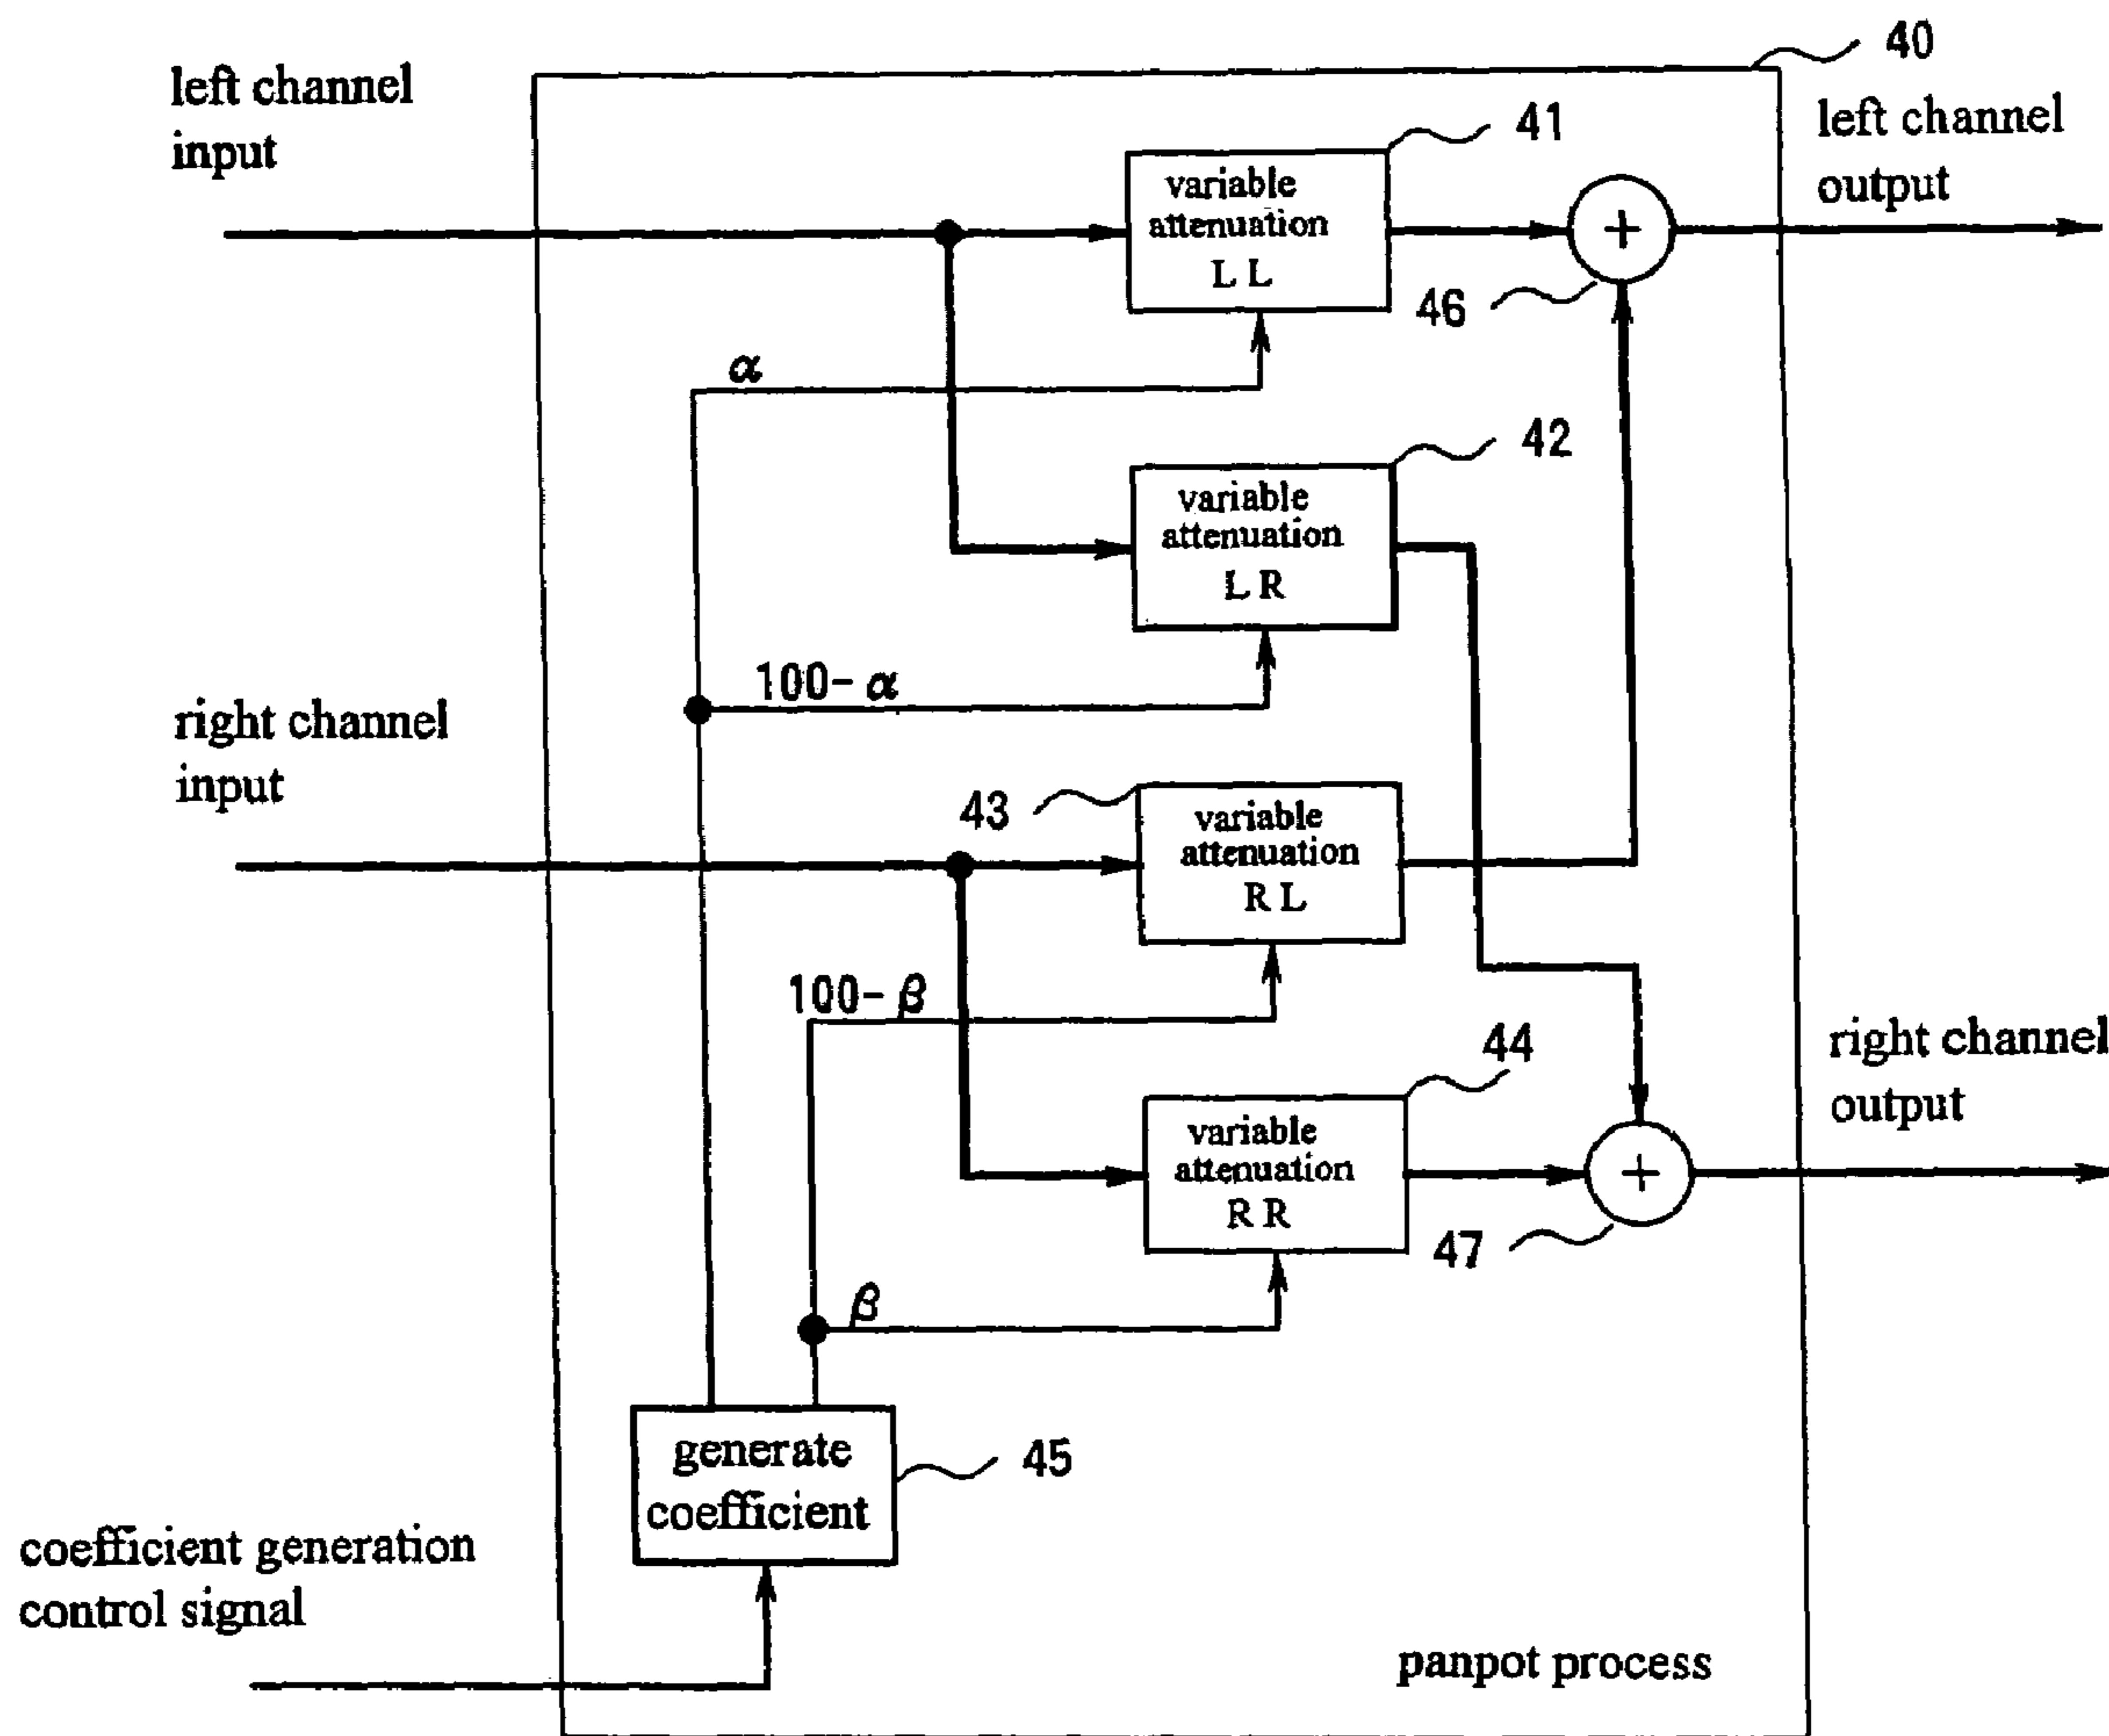 40
left channel
input
left channel
output
41
variable
attenuation
L L
46
α
42
variable
attenuation
L R
100-α
right channel
input
43
variable
attenuation
R L
100-β
44
right channel
output
variable
attenuation
R R
47
β
generate
coefficient
45
coefficient generation
control signal
panpot process
+
+